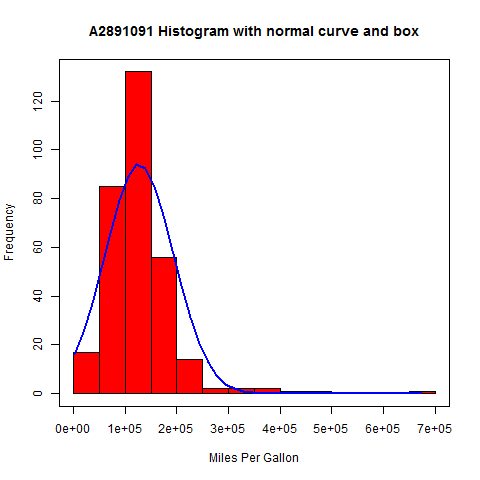 A2891091 Histogram with normal curve and box
Frequency
120
100
80
60
40
20
0
0e+00 1e+05 2e+05 3e+05 4e+05 5e+05 6e+05 7e+05
Miles Per Gallon